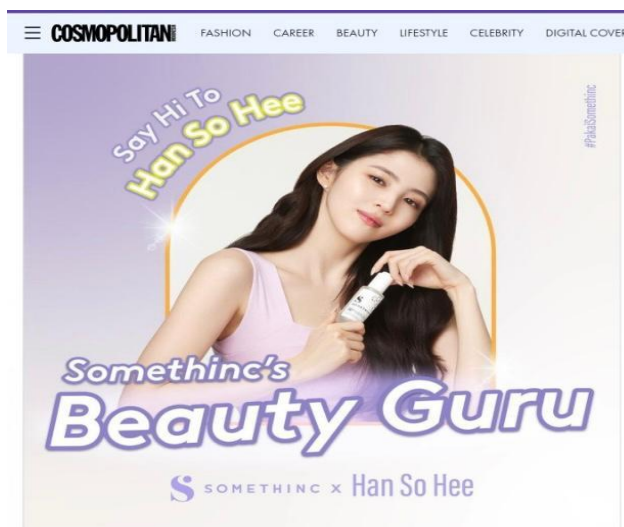 COSMOPOLITAN
FASHION CAREER BEAUTY LIFESTYLE CELEBRITY DIGITAL COVER
Say Hi To
Han So Hee
#PakaiSomethinc
Somethinc's
Beauty Guru
S SOMETHINC x Han So Hee